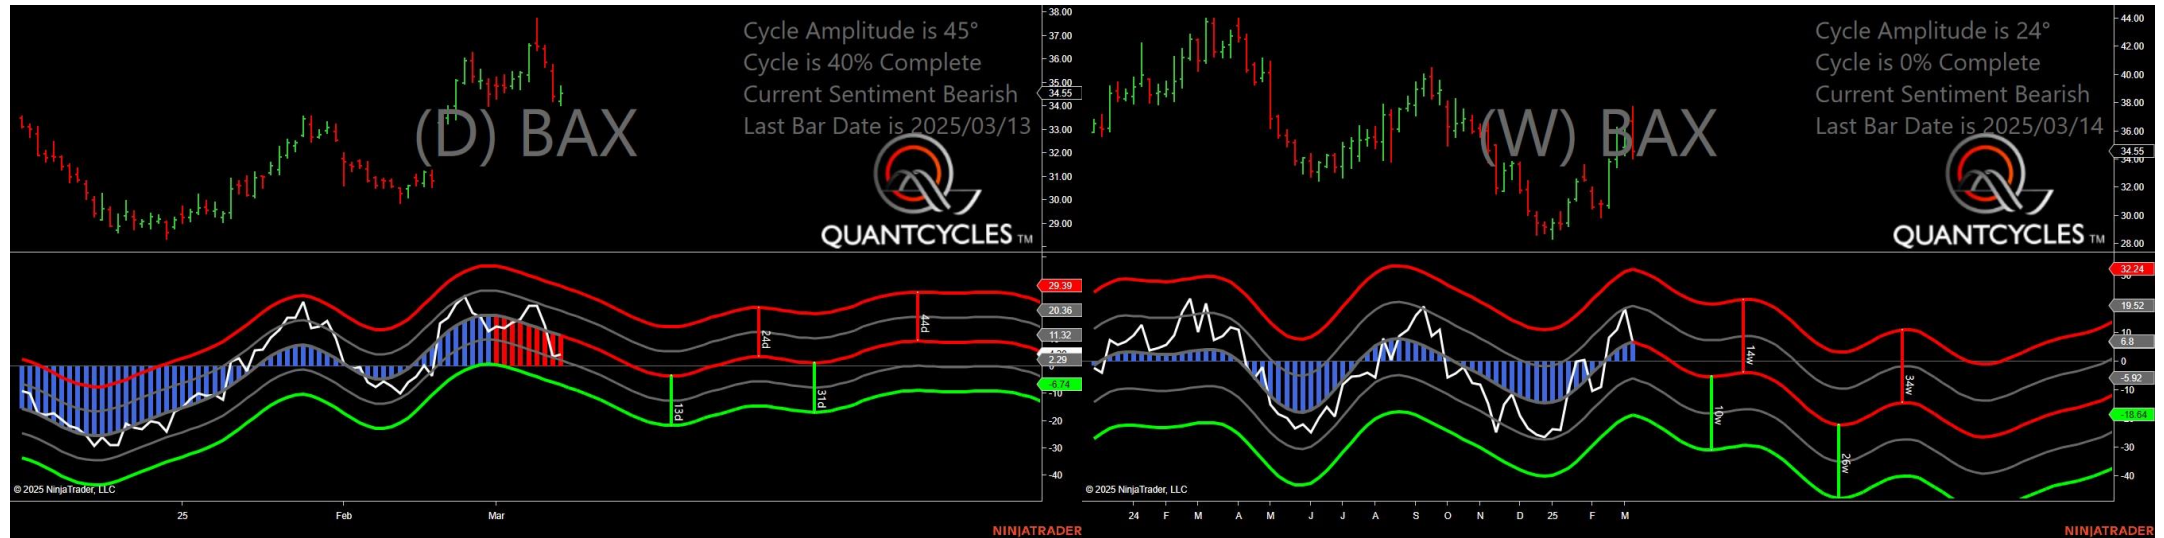 Cycle Amplitude is 45°
Cycle is 40% Complete
Current Sentiment Bearish
Last Bar Date is 2025/03/13
(D) BAX
QUANTCYCLES TM
38.00
37.00
36.00
35.00
34.55
34.00
33.00
32.00
31.00
30.00
29.00
29.39
20.36
11.32
2.29
0
-6.74
-10
-20
-30
-40
24d
44d
13d
31d
© 2025 NinjaTrader, LLC
25 Feb Mar
NINJATRADER
Cycle Amplitude is 24°
Cycle is 0% Complete
Current Sentiment Bearish
Last Bar Date is 2025/03/14
(W) BAX
QUANTCYCLES TM
44.00
42.00
40.00
38.00
36.00
34.55
34.00
32.00
30.00
28.00
32.24
19.52
10
6.8
0
-5.92
-10
-18.64
-30
-40
14w
34w
10w
26w
© 2025 NinjaTrader, LLC
24 F M A M J J A S O N D 25 F M
NINJATRADER